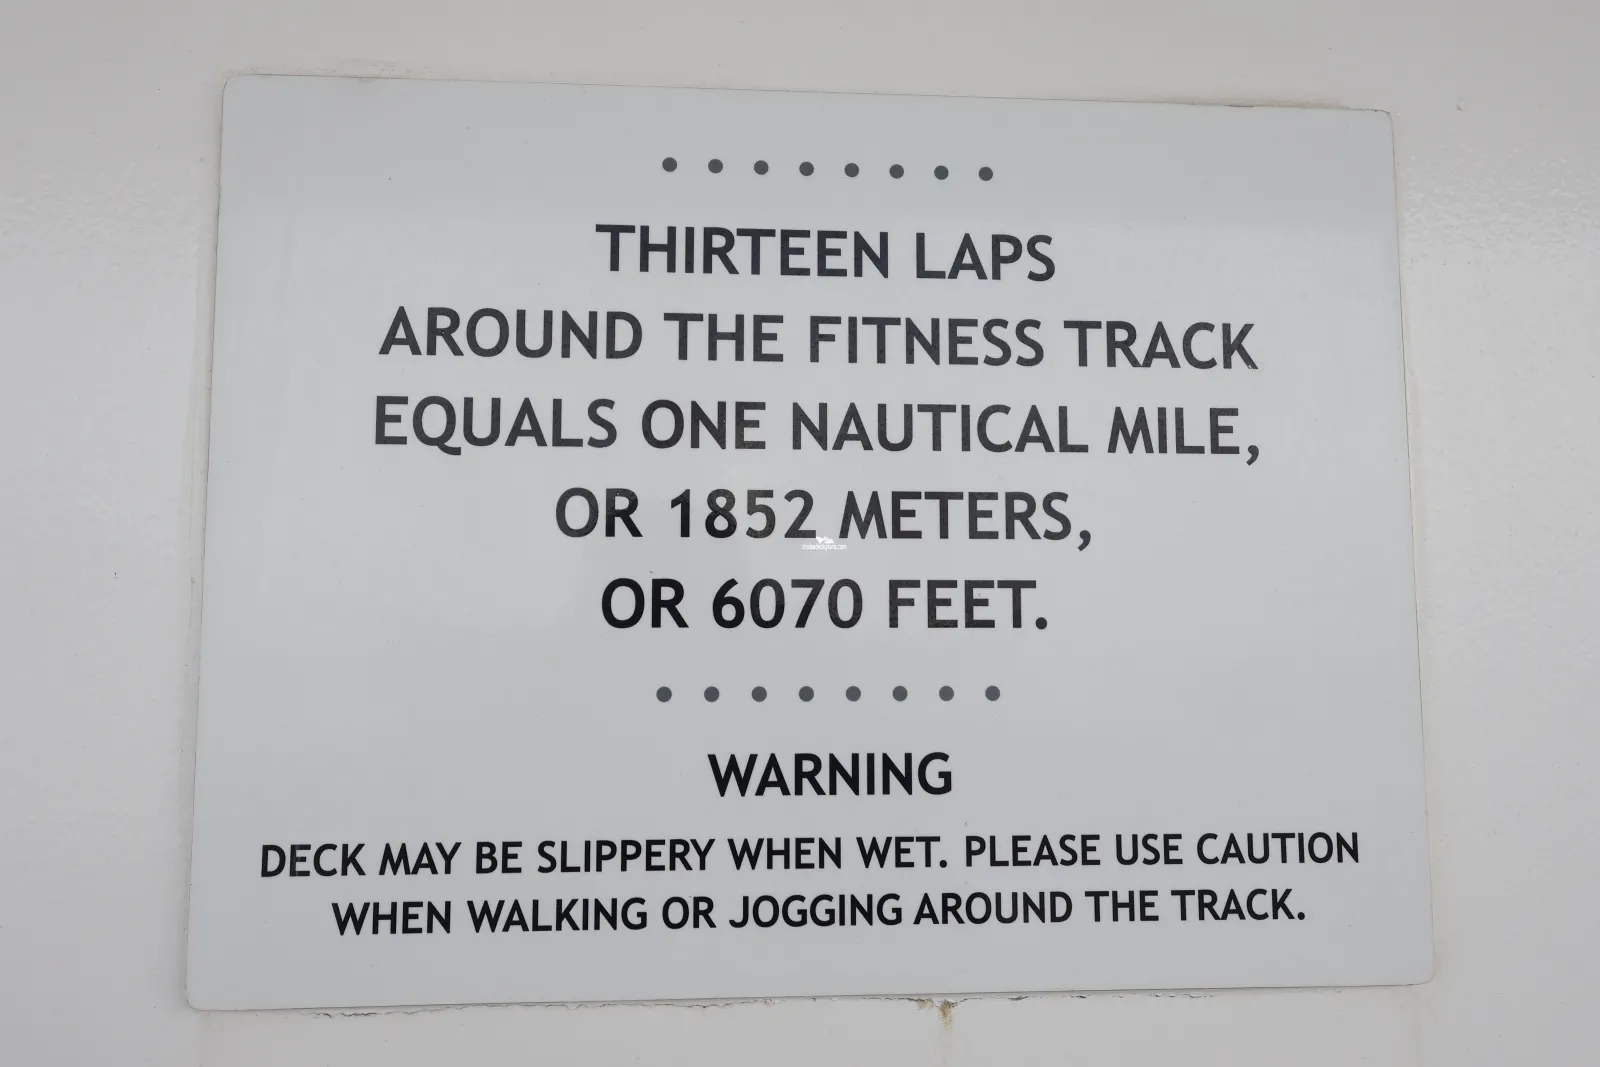 THIRTEEN LAPS
AROUND THE FITNESS TRACK
EQUALS ONE NAUTICAL MILE,
OR 1852 METERS,
OR 6070 FEET.
WARNING
DECK MAY BE SLIPPERY WHEN WET. PLEASE USE CAUTION
WHEN WALKING OR JOGGING AROUND THE TRACK.